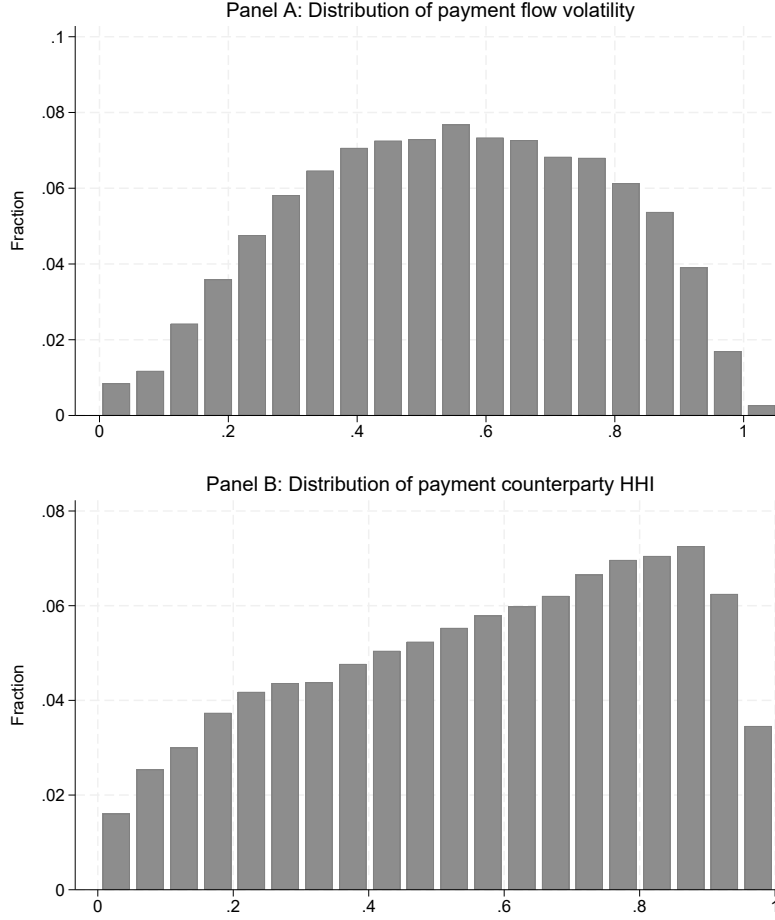 Panel A: Distribution of payment flow volatility
.1
.08
.06
.04
.02
0
Fraction
0 .2 .4 .6 .8 1
Panel B: Distribution of payment counterparty HHI
.08
.06
.04
.02
0
Fraction
0 .2 .4 .6 .8 1